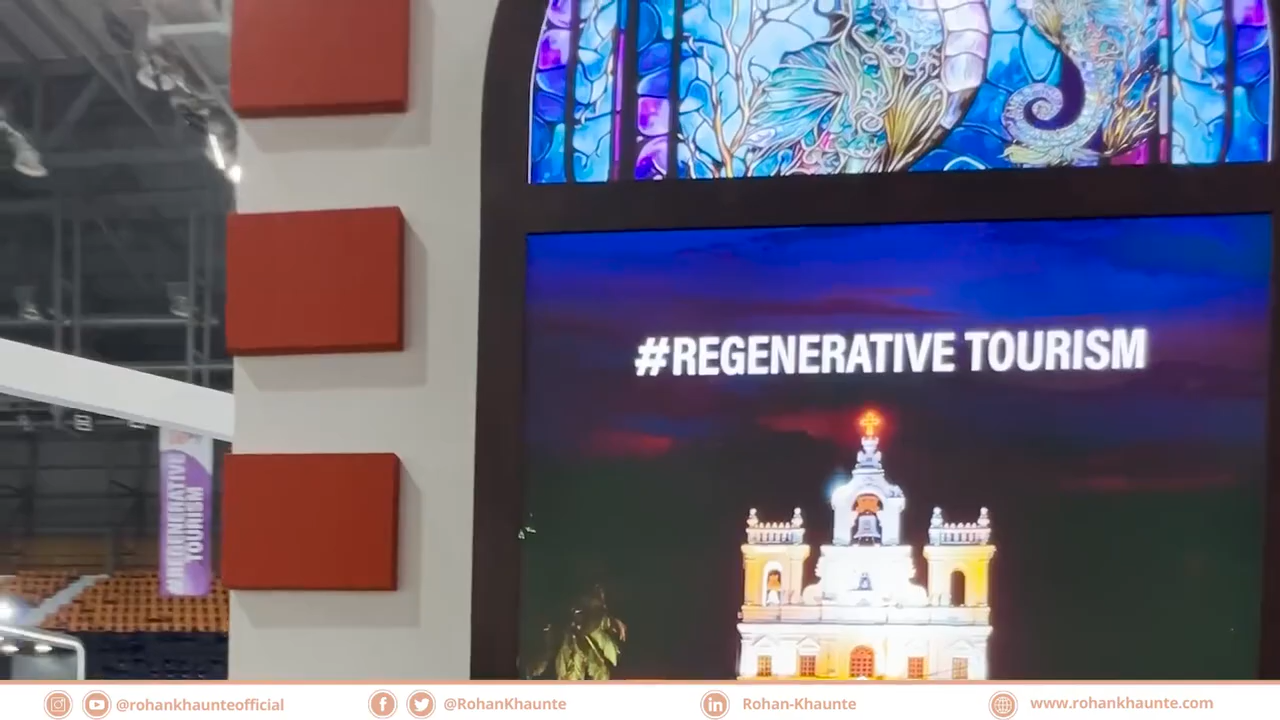 #REGENERATIVE TOURISM
#REGENERATIVE
TOURISM
@rohankhaunteofficial
@RohanKhaunte
Rohan-Khaunte
www.rohankhaunte.com